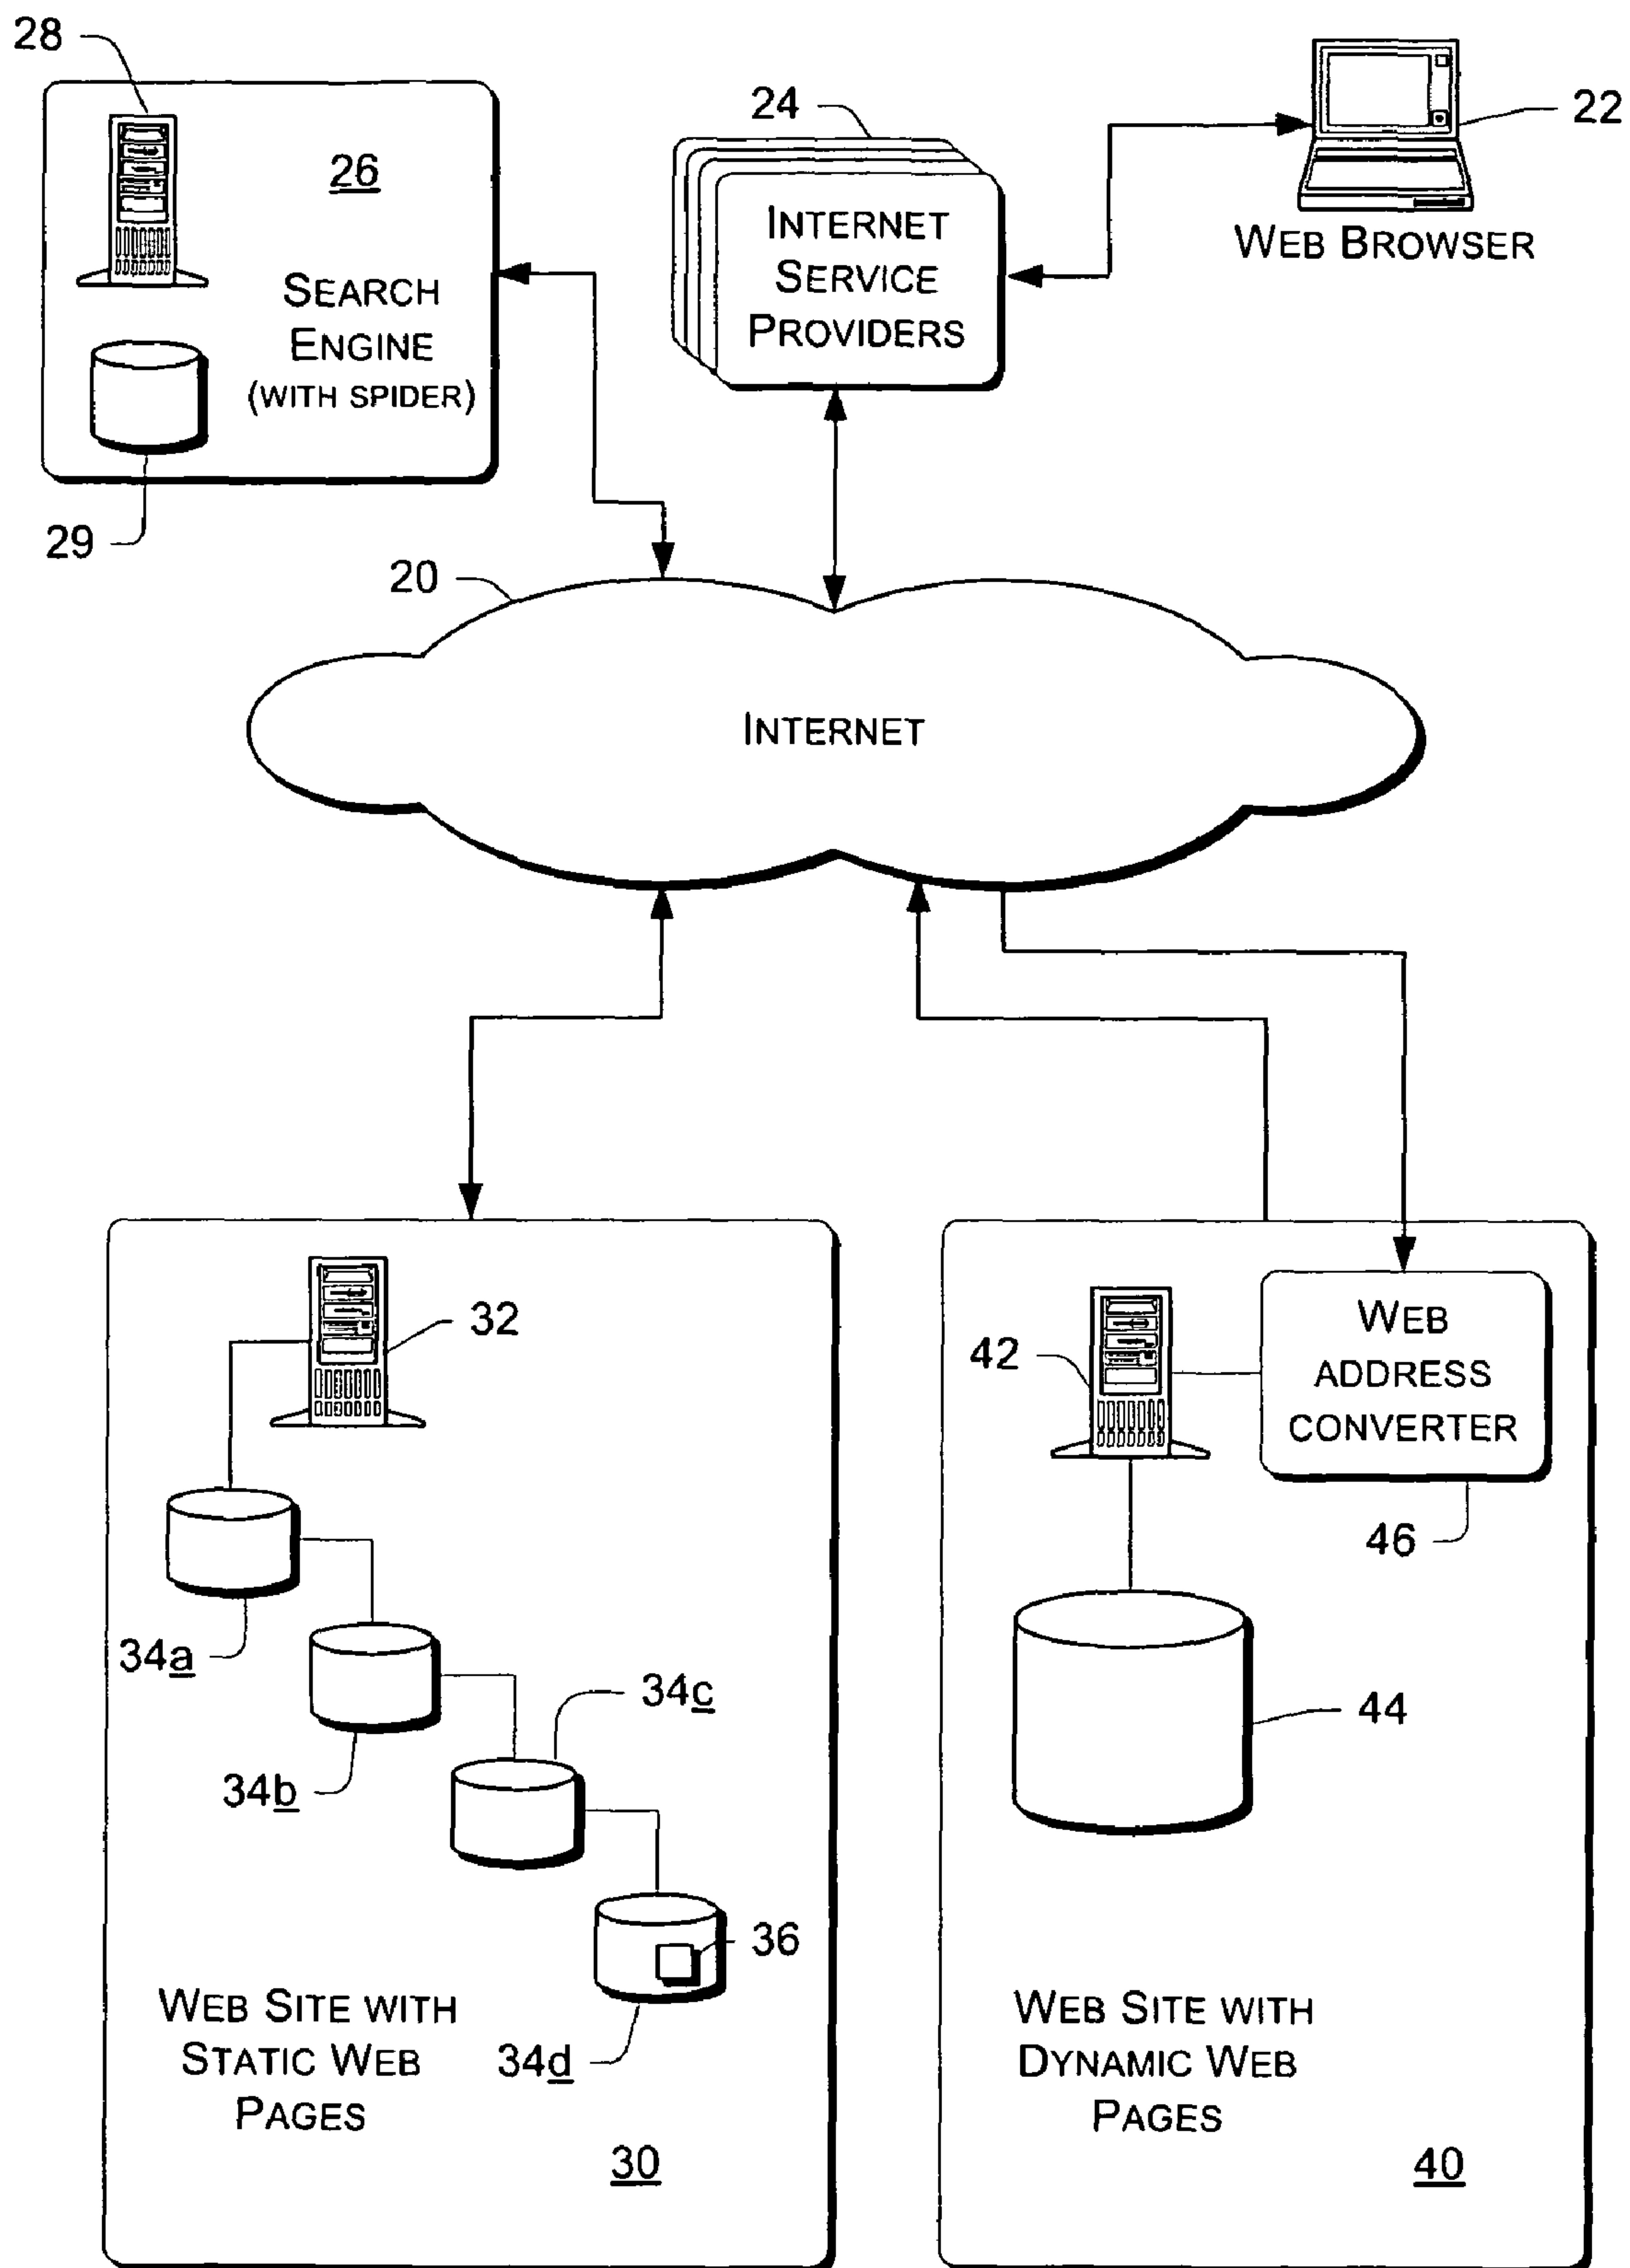 28
24
22
26
INTERNET
SERVICE
PROVIDERS
WEB BROWSER
SEARCH
ENGINE
(WITH SPIDER)
29
20
INTERNET
32
42
WEB
ADDRESS
CONVERTER
46
34a
34b
34c
44
36
34d
WEB SITE WITH
STATIC WEB
PAGES
30
WEB SITE WITH
DYNAMIC WEB
PAGES
40